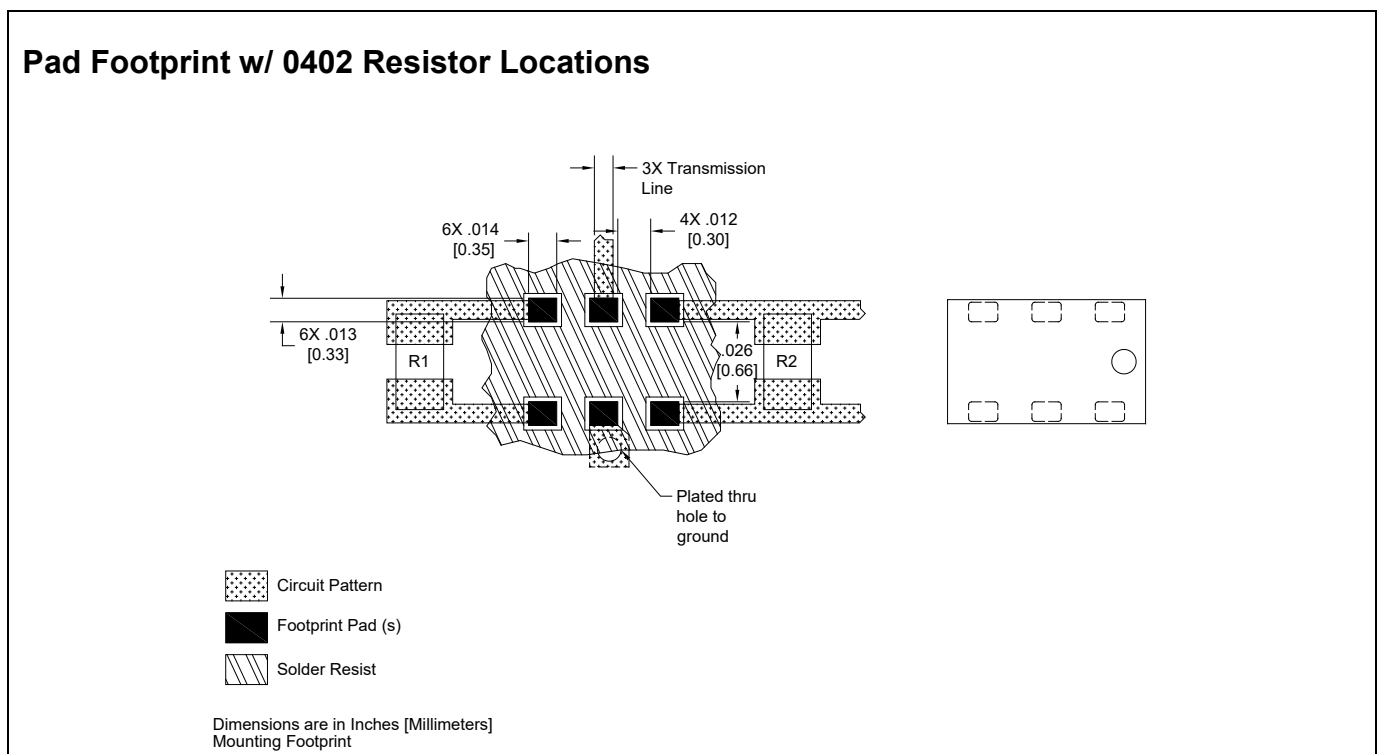 Pad Footprint w/ 0402 Resistor Locations
3X Transmission
Line
6X .014
[0.35]
4X .012
[0.30]
6X .013
[0.33]
R1
.026
[0.66]
R2
Plated thru
hole to
ground
Circuit Pattern
Footprint Pad (s)
Solder Resist
Dimensions are in Inches [Millimeters]
Mounting Footprint